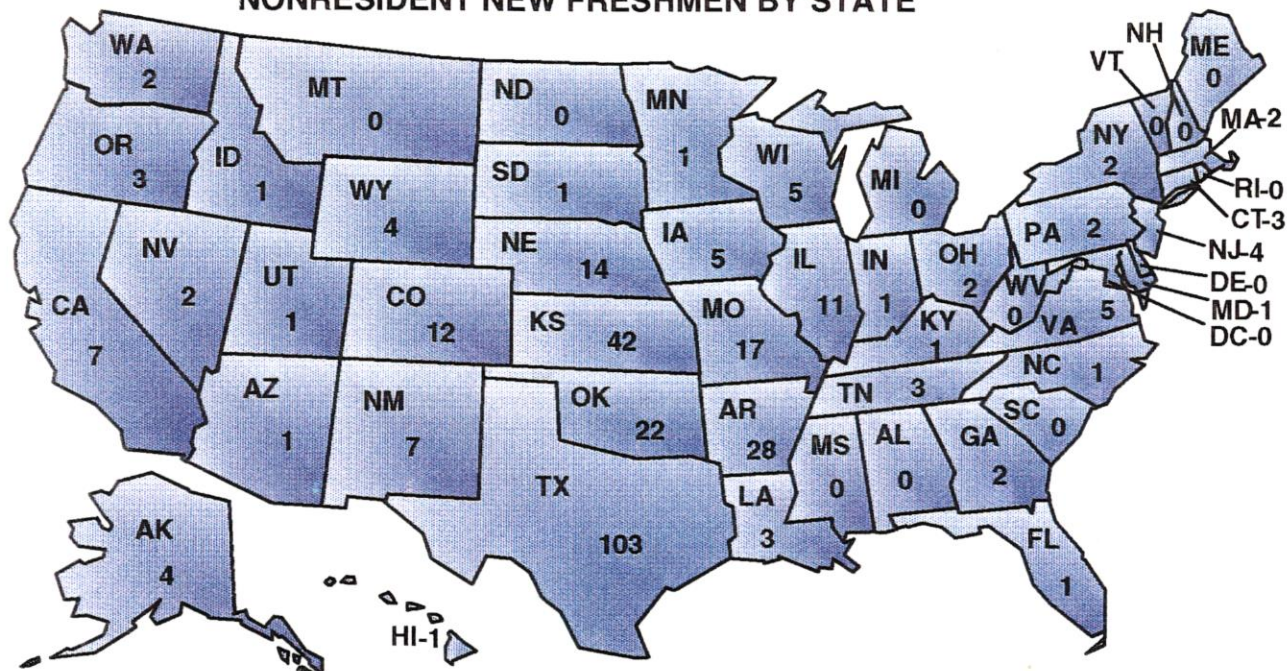 NONRESIDENT NEW FRESHMEN BY STATE
WA
2
OR
3
CA
7
ID
1
NV
2
MT
0
WY
4
UT
1
AZ
1
CO
12
NM
7
ND
0
SD
1
NE
14
KS
42
OK
22
TX
103
MN
1
IA
5
MO
17
AR
28
LA
3
WI
5
IL
11
MI
0
IN
1
OH
2
KY
1
TN 3
MS
0
AL
0
GA
2
FL
1
SC
0
NC 1
VA
5
WV
0
PA 2
NY
2
VT
0
NH
0
ME
0
MA-2
RI-0
CT-3
NJ-4
DE-0
MD-1
DC-0
AK
4
HI-1